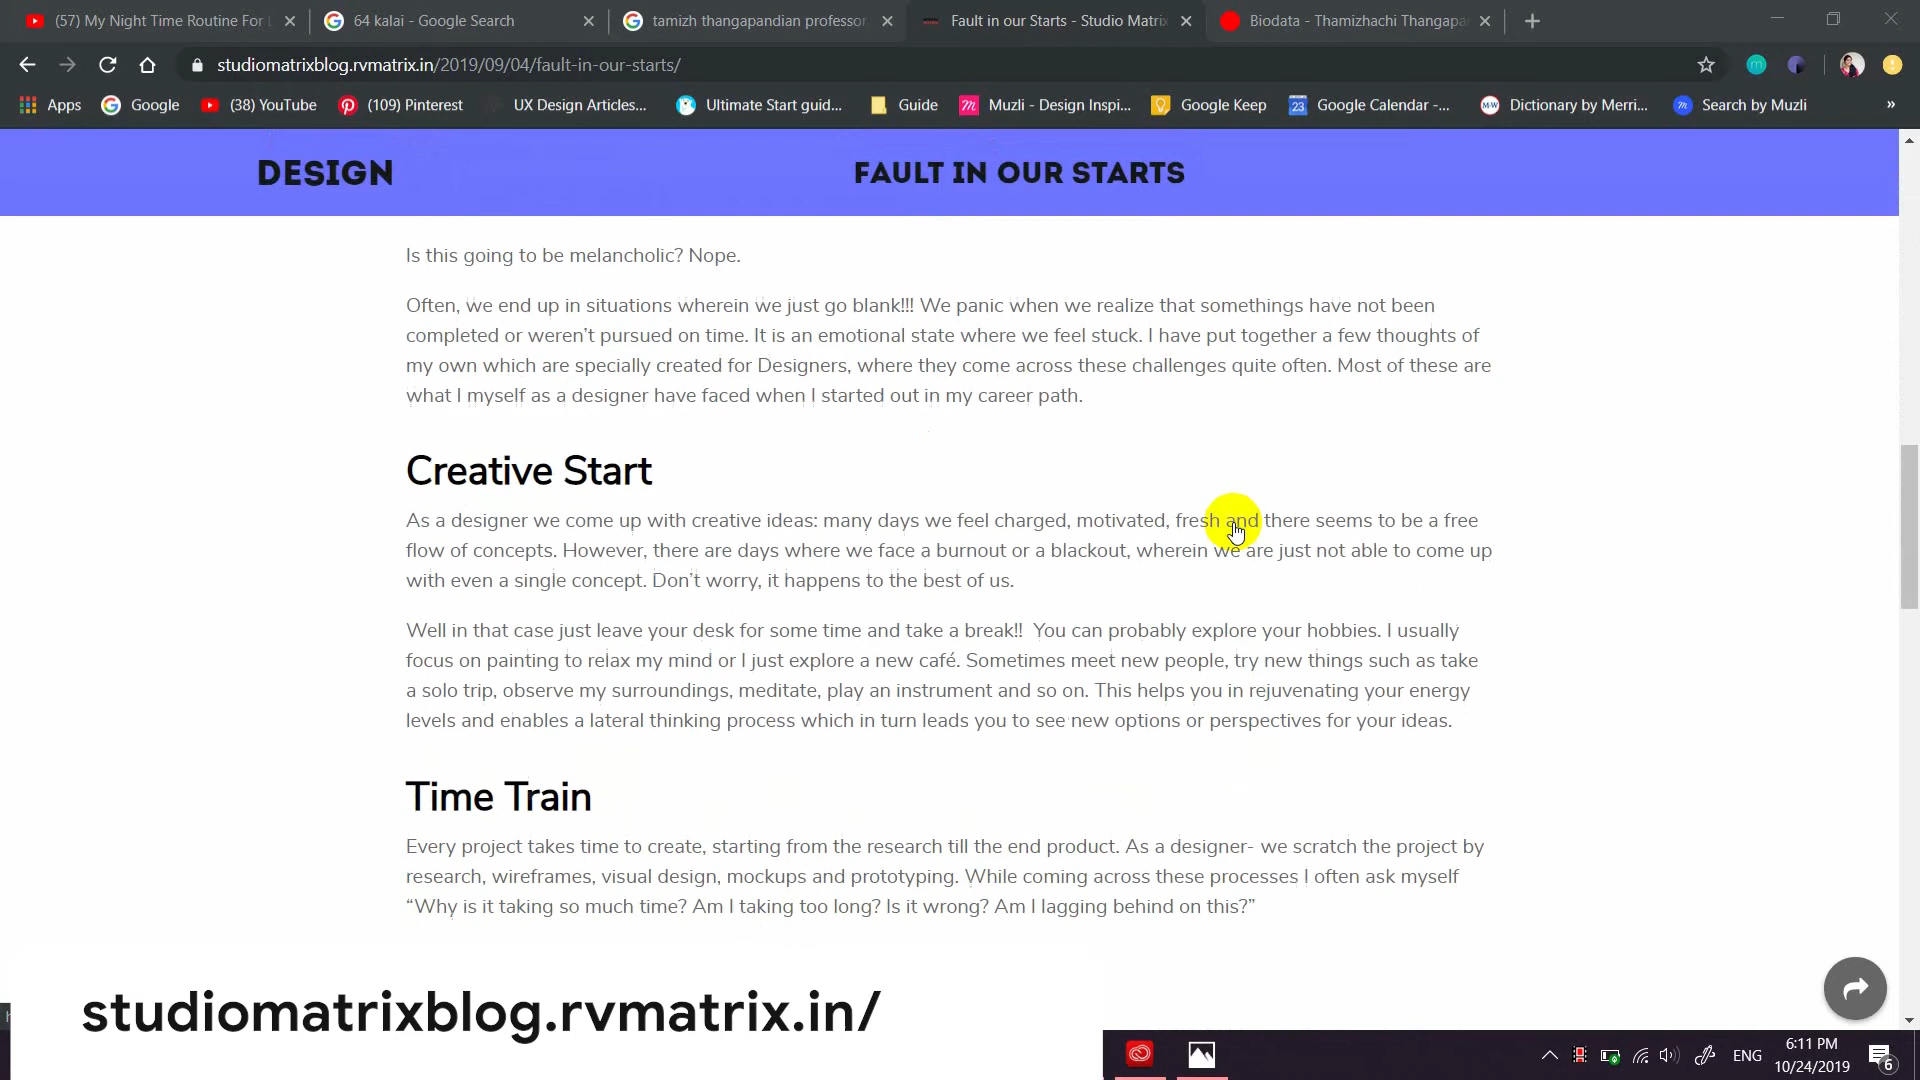 (57) My Night Time Routine For
64 kalai - Google Search
tamizh thangapandian professor
Fault in our Starts - Studio Matrix
Biodata - Thamizhachi Thangapa
studiomatrixblog.rvmatrix.in/2019/09/04/fault-in-our-starts/
Apps
Google
(38) YouTube
(109) Pinterest
UX Design Articles...
Ultimate Start guid...
Guide
Muzli - Design Inspi...
Google Keep
23
Google Calendar -...
M-W
Dictionary by Merri...
Search by Muzli
»
DESIGN
FAULT IN OUR STARTS
Is this going to be melancholic? Nope.
Often, we end up in situations wherein we just go blank!!! We panic when we realize that somethings have not been
completed or weren’t pursued on time. It is an emotional state where we feel stuck. I have put together a few thoughts of
my own which are specially created for Designers, where they come across these challenges quite often. Most of these are
what I myself as a designer have faced when I started out in my career path.
Creative Start
As a designer we come up with creative ideas: many days we feel charged, motivated, fresh and there seems to be a free
flow of concepts. However, there are days where we face a burnout or a blackout, wherein we are just not able to come up
with even a single concept. Don’t worry, it happens to the best of us.
Well in that case just leave your desk for some time and take a break!!  You can probably explore your hobbies. I usually
focus on painting to relax my mind or I just explore a new café. Sometimes meet new people, try new things such as take
a solo trip, observe my surroundings, meditate, play an instrument and so on. This helps you in rejuvenating your energy
levels and enables a lateral thinking process which in turn leads you to see new options or perspectives for your ideas.
Time Train
Every project takes time to create, starting from the research till the end product. As a designer- we scratch the project by
research, wireframes, visual design, mockups and prototyping. While coming across these processes I often ask myself
“Why is it taking so much time? Am I taking too long? Is it wrong? Am I lagging behind on this?”
studiomatrixblog.rvmatrix.in/
ENG
6:11 PM
10/24/2019
6